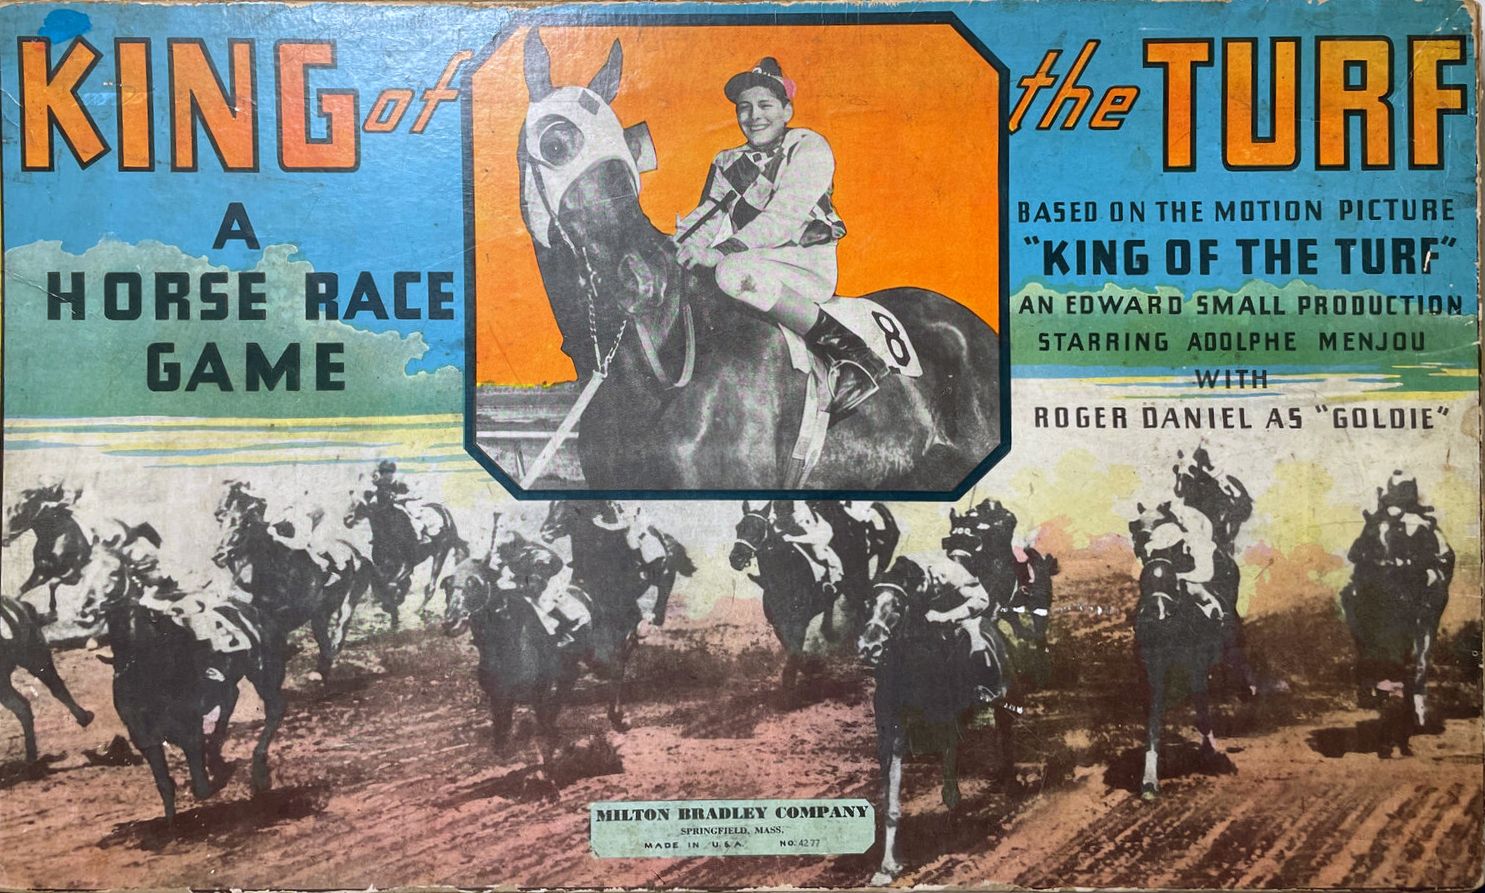 KING of the TURF
A
HORSE RACE
GAME
8
BASED ON THE MOTION PICTURE
"KING OF THE TURF"
AN EDWARD SMALL PRODUCTION
STARRING ADOLPHE MENJOU
WITH
ROGER DANIEL AS "GOLDIE"
MILTON BRADLEY COMPANY
SPRINGFIELD, MASS.
MADE IN U.S.A. NO. 4277